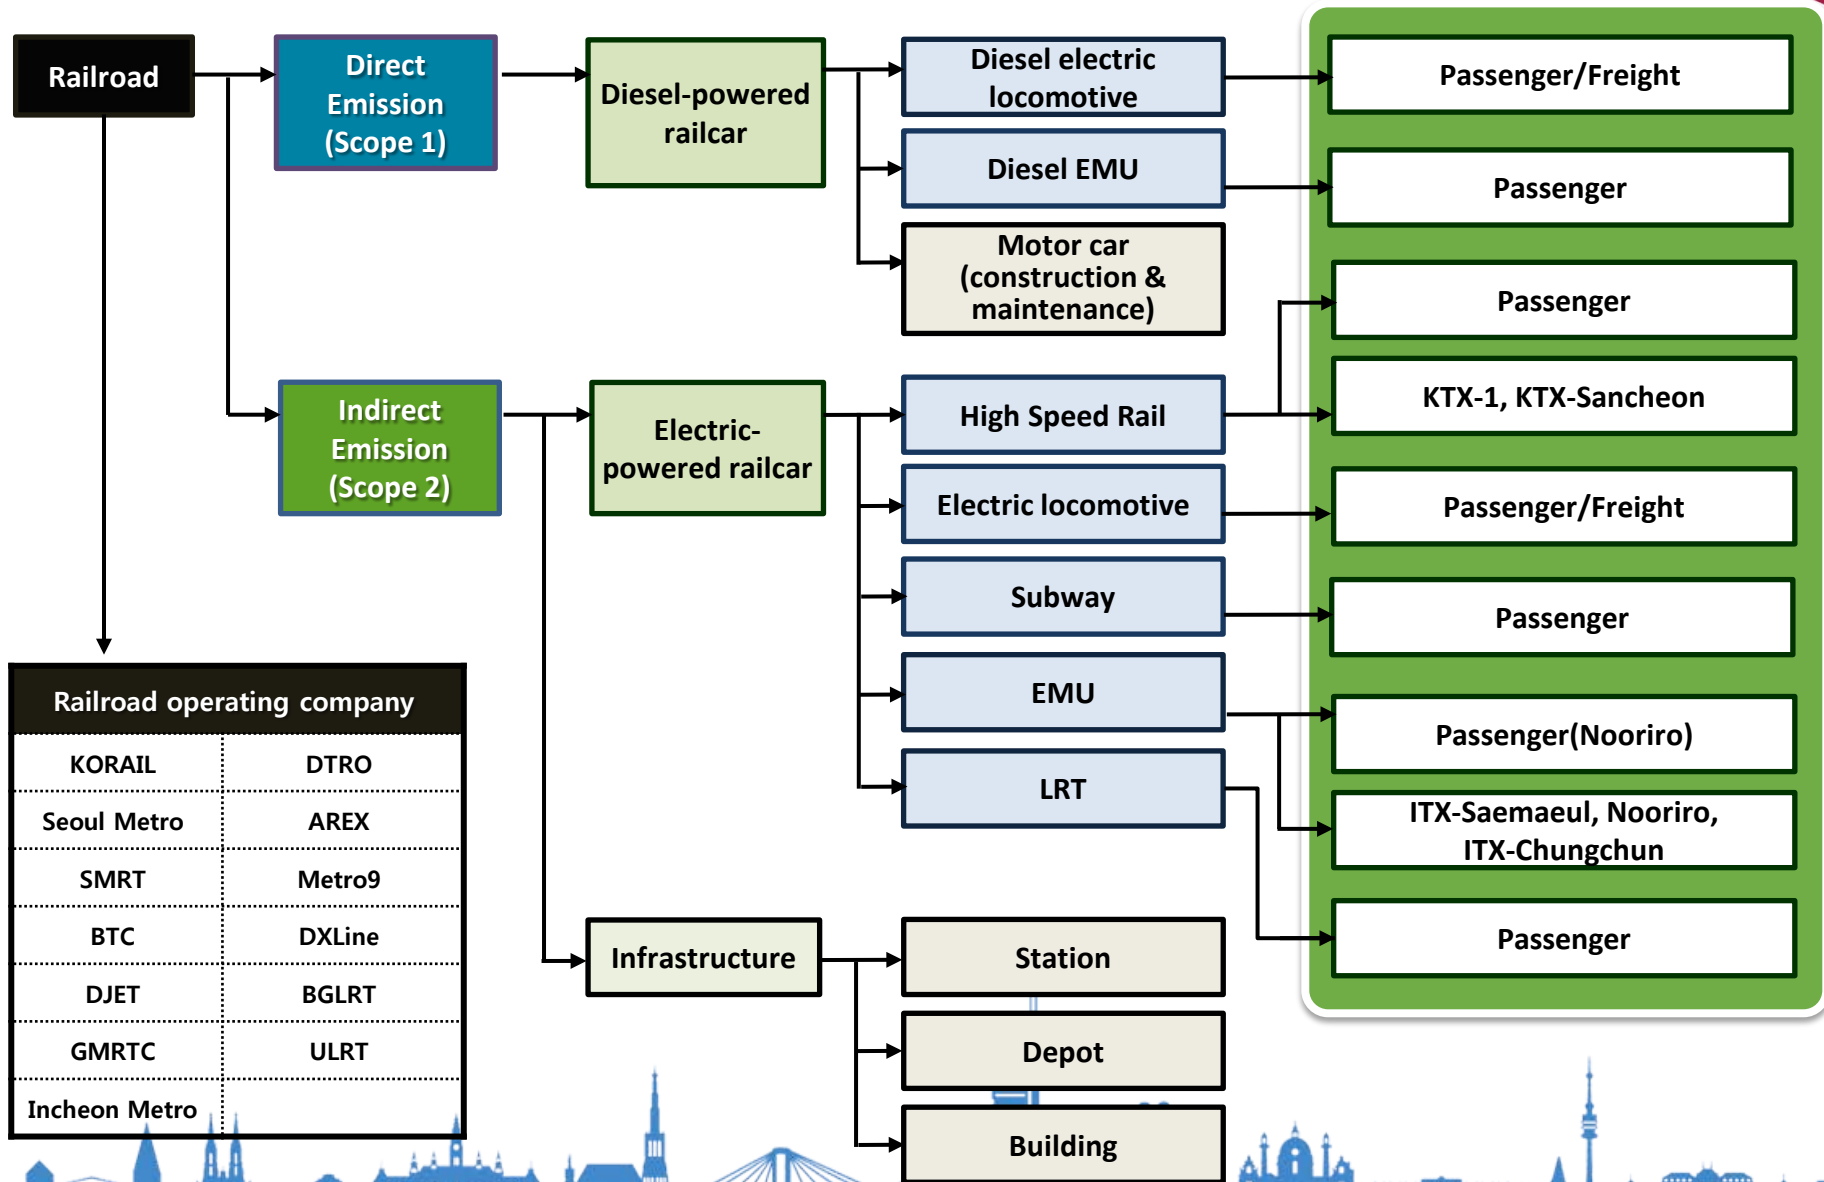 Railroad
Direct
Emission
(Scope 1)
Diesel-powered
railcar
Diesel electric
locomotive
Passenger/Freight
Diesel EMU
Passenger
Motor car
(construction &
maintenance)
Indirect
Emission
(Scope 2)
Electric-
powered railcar
High Speed Rail
Passenger
KTX-1, KTX-Sancheon
Electric locomotive
Passenger/Freight
Subway
Passenger
EMU
Passenger(Nooriro)
ITX-Saemaeul, Nooriro,
ITX-Chungchun
LRT
Passenger
Infrastructure
Station
Depot
Building
Railroad operating company
KORAIL DTRO
Seoul Metro AREX
SMRT Metro9
BTC DXLine
DJET BGLRT
GMRTC ULRT
Incheon Metro